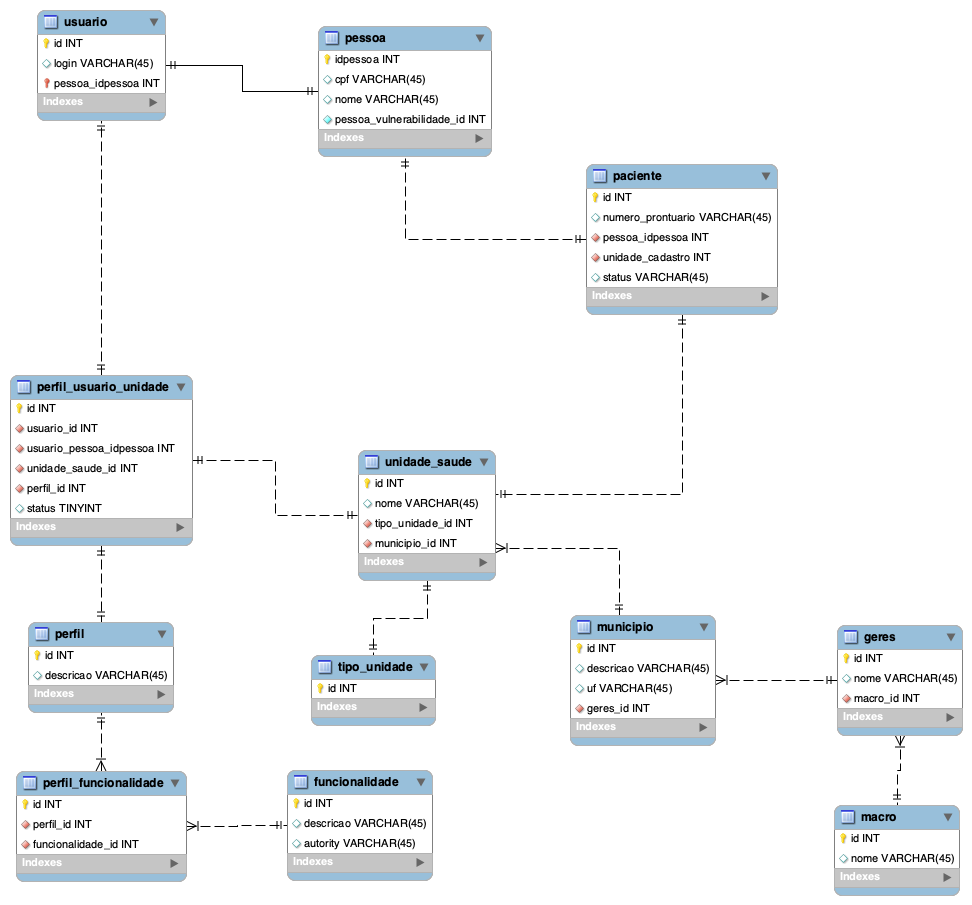 usuario
id INT
login VARCHAR(45)
pessoa_idpessoa INT
Indexes
pessoa
idpessoa INT
cpf VARCHAR(45)
nome VARCHAR(45)
pessoa_vulnerabilidade_id INT
Indexes
paciente
id INT
numero_prontuario VARCHAR(45)
pessoa_idpessoa INT
unidade_cadastro INT
status VARCHAR(45)
Indexes
perfil_usuario_unidade
id INT
usuario_id INT
usuario_pessoa_idpessoa INT
unidade_saude_id INT
perfil_id INT
status TINYINT
Indexes
unidade_saude
id INT
nome VARCHAR(45)
tipo_unidade_id INT
municipio_id INT
Indexes
perfil
id INT
descricao VARCHAR(45)
Indexes
tipo_unidade
id INT
Indexes
municipio
id INT
descricao VARCHAR(45)
uf VARCHAR(45)
geres_id INT
Indexes
geres
id INT
nome VARCHAR(45)
macro_id INT
Indexes
perfil_funcionalidade
id INT
perfil_id INT
funcionalidade_id INT
Indexes
funcionalidade
id INT
descricao VARCHAR(45)
autority VARCHAR(45)
Indexes
macro
id INT
nome VARCHAR(45)
Indexes